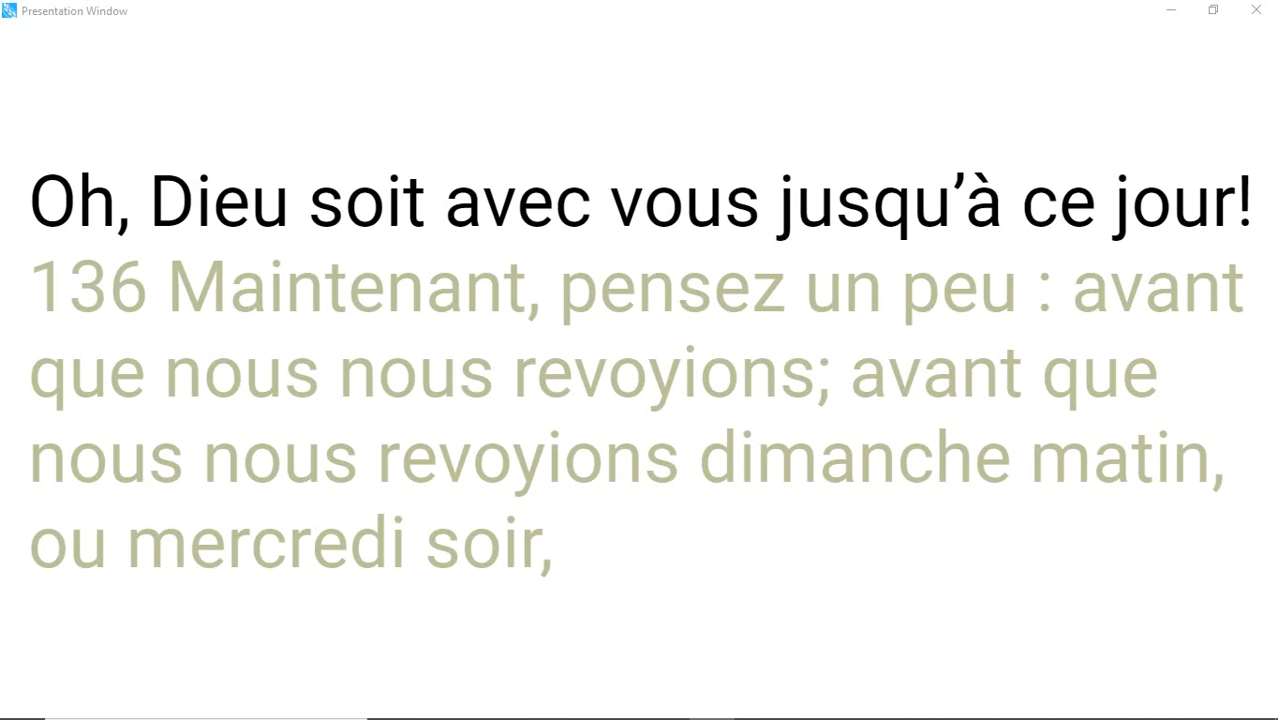 Presentation Window
Oh, Dieu soit avec vous jusqu’à ce jour!
136 Maintenant, pensez un peu : avant
que nous nous revoyions; avant que
nous nous revoyions dimanche matin,
ou mercredi soir,